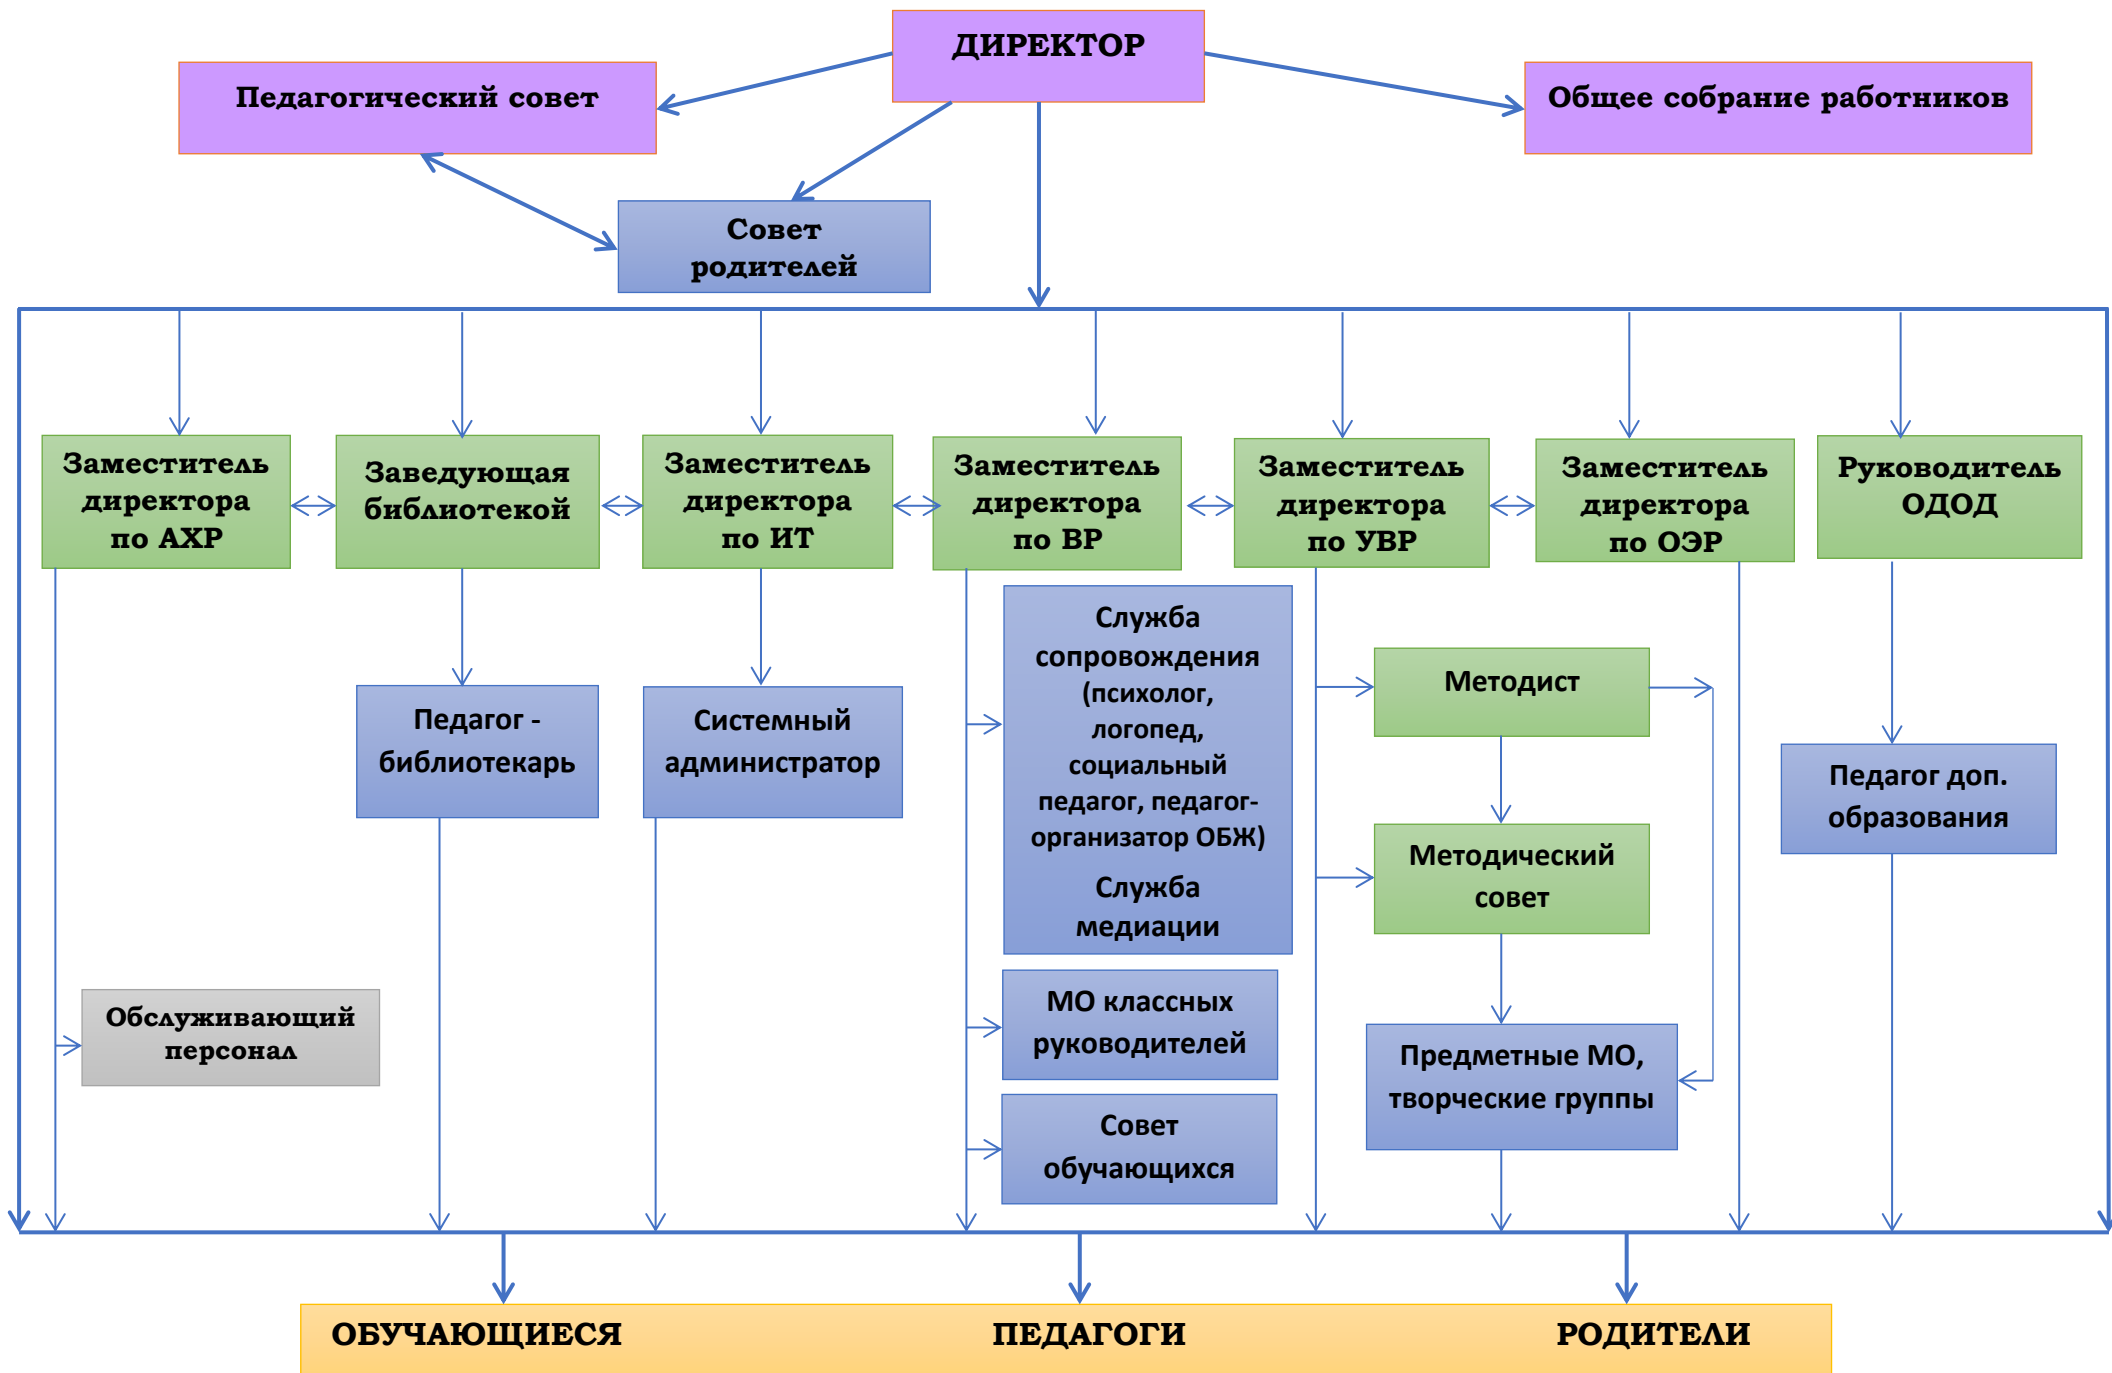 ДИРЕКТОР
Педагогический совет
Общее собрание работников
Совет
родителей
Заместитель
директора
по АХР
Заведующая
библиотекой
Заместитель
директора
по ИТ
Заместитель
директора
по ВР
Заместитель
директора
по УВР
Заместитель
директора
по ОЭР
Руководитель
ОДОД
Педагог -
библиотекарь
Системный
администратор
Служба
сопровождения
(психолог,
логопед,
социальный
педагог, педагог-
организатор ОБЖ)
Служба
медиации
Методист
Методический
совет
Педагог доп.
образования
Обслуживающий
персонал
МО классных
руководителей
Предметные МО,
творческие группы
Совет
обучающихся
ОБУЧАЮЩИЕСЯ ПЕДАГОГИ РОДИТЕЛИ